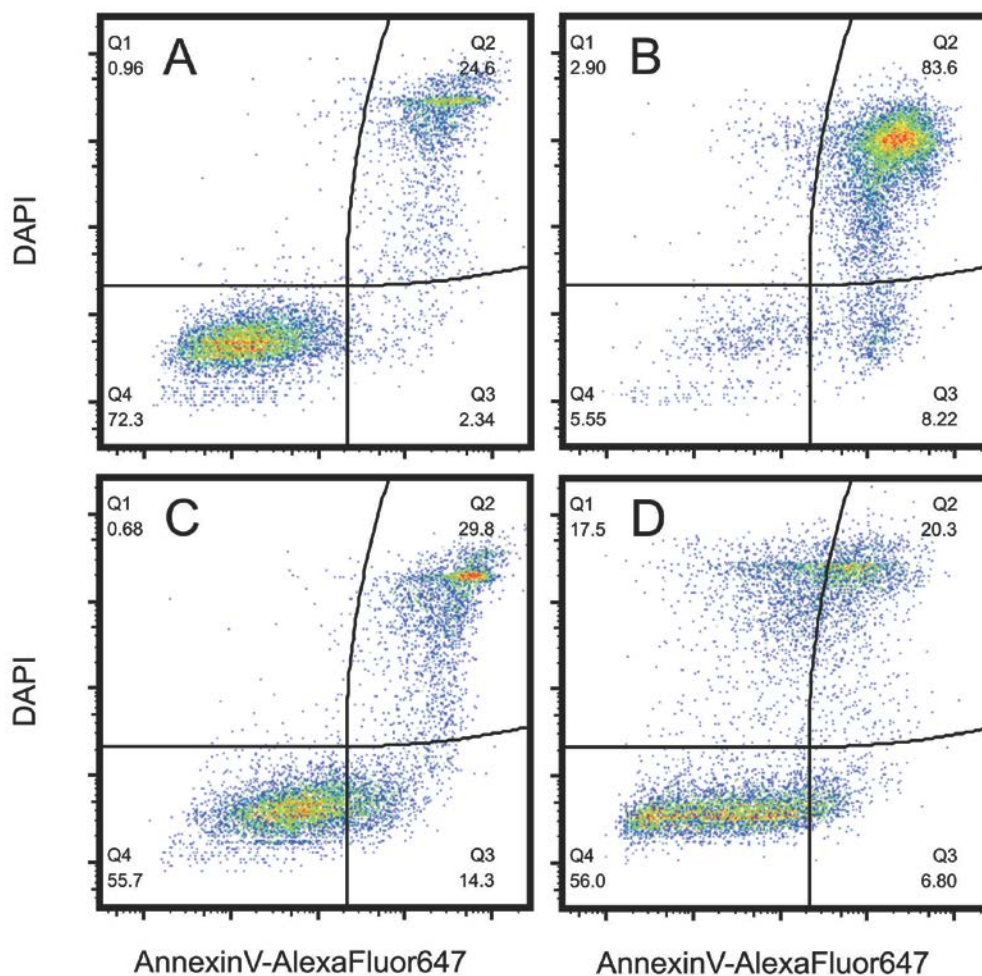 Q1
0.96
A
Q2
24.6
Q4
72.3
Q3
2.34
Q1
2.90
B
Q2
83.6
Q4
5.55
Q3
8.22
DAPI
Q1
0.68
C
Q2
29.8
Q4
55.7
Q3
14.3
Q1
17.5
D
Q2
20.3
Q4
56.0
Q3
6.80
DAPI
AnnexinV-AlexaFluor647
AnnexinV-AlexaFluor647